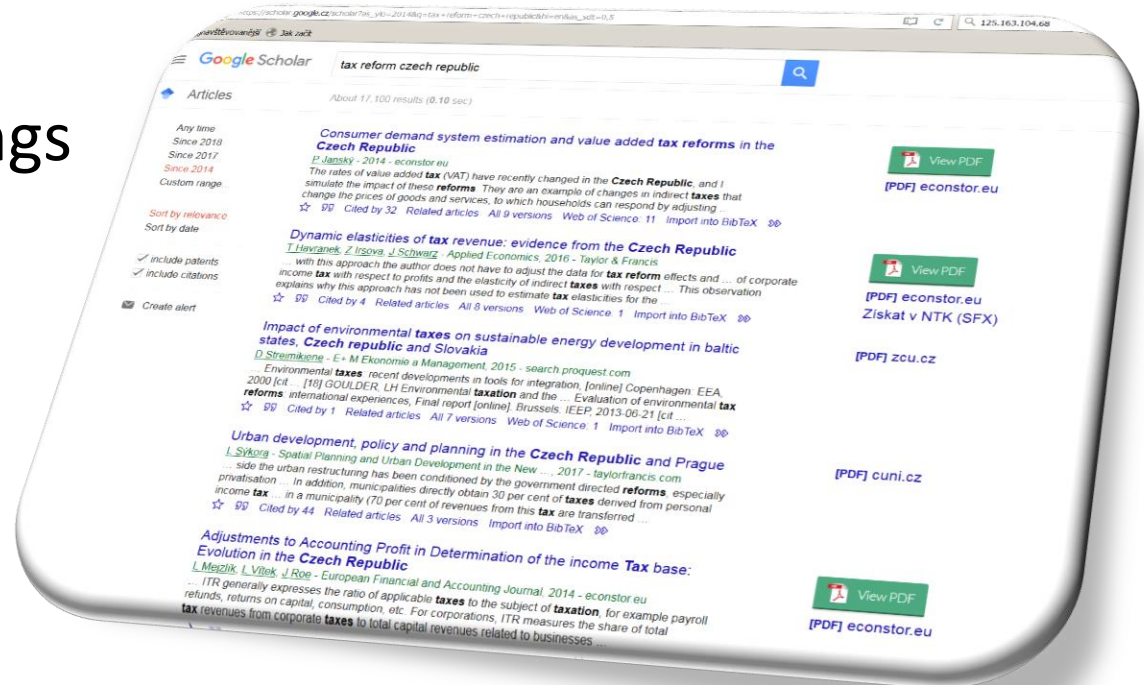 ngs
https://scholar.google.cz/scholar?as_ylo=2014&q=tax+reform+czech+republic&hl=en&as_sdt=0,5
125.163.104.68
Jak začít
Google Scholar
tax reform czech republic
Articles
About 17,100 results (0.10 sec)
Any time
Since 2018
Since 2017
Since 2014
Custom range...
Sort by relevance
Sort by date
include patents
include citations
Create alert
Consumer demand system estimation and value added tax reforms in the
Czech Republic
P Janský - 2014 - econstor.eu
The rates of value added tax (VAT) have recently changed in the Czech Republic, and I
simulate the impact of these reforms. They are an example of changes in indirect taxes that
change the prices of goods and services, to which households can respond by adjusting ...
Cited by 32 Related articles All 9 versions Web of Science: 11 Import into BibTeX
View PDF
[PDF] econstor.eu
Dynamic elasticities of tax revenue: evidence from the Czech Republic
T Havranek, Z Irsova, J Schwarz - Applied Economics, 2016 - Taylor & Francis
... with this approach the author does not have to adjust the data for tax reform effects and ... of corporate
income tax with respect to profits and the elasticity of indirect taxes with respect ... This observation
explains why this approach has not been used to estimate tax elasticities for the ...
Cited by 4 Related articles All 8 versions Web of Science: 1 Import into BibTeX
View PDF
[PDF] econstor.eu
Získat v NTK (SFX)
Impact of environmental taxes on sustainable energy development in baltic
states, Czech republic and Slovakia
D Streimikiene - E+ M Ekonomie a Management, 2015 - search.proquest.com
... Environmental taxes: recent developments in tools for integration, [online] Copenhagen: EEA,
2000 [cit ... [18] GOULDER, LH Environmental taxation and the ... Evaluation of environmental tax
reforms: international experiences, Final report [online]. Brussels: IEEP, 2013-06-21 [cit ...
Cited by 1 Related articles All 7 versions Web of Science: 1 Import into BibTeX
[PDF] zcu.cz
Urban development, policy and planning in the Czech Republic and Prague
L Sýkora - Spatial Planning and Urban Development in the New ..., 2017 - taylorfrancis.com
... side the urban restructuring has been conditioned by the government directed reforms, especially
privatisation ... In addition, municipalities directly obtain 30 per cent of taxes derived from personal
income tax ... in a municipality (70 per cent of revenues from this tax are transferred ...
Cited by 44 Related articles All 3 versions Import into BibTeX
[PDF] cuni.cz
Adjustments to Accounting Profit in Determination of the income Tax Base:
Evolution in the Czech Republic
L Mejzlík, L Vítek, J Roe - European Financial and Accounting Journal, 2014 - econstor.eu
... ITR generally expresses the ratio of applicable taxes to the subject of taxation, for example payroll
refunds, returns on capital, consumption, etc. For corporations, ITR measures the share of total
tax revenues from corporate taxes to total capital revenues related to businesses ...
View PDF
[PDF] econstor.eu